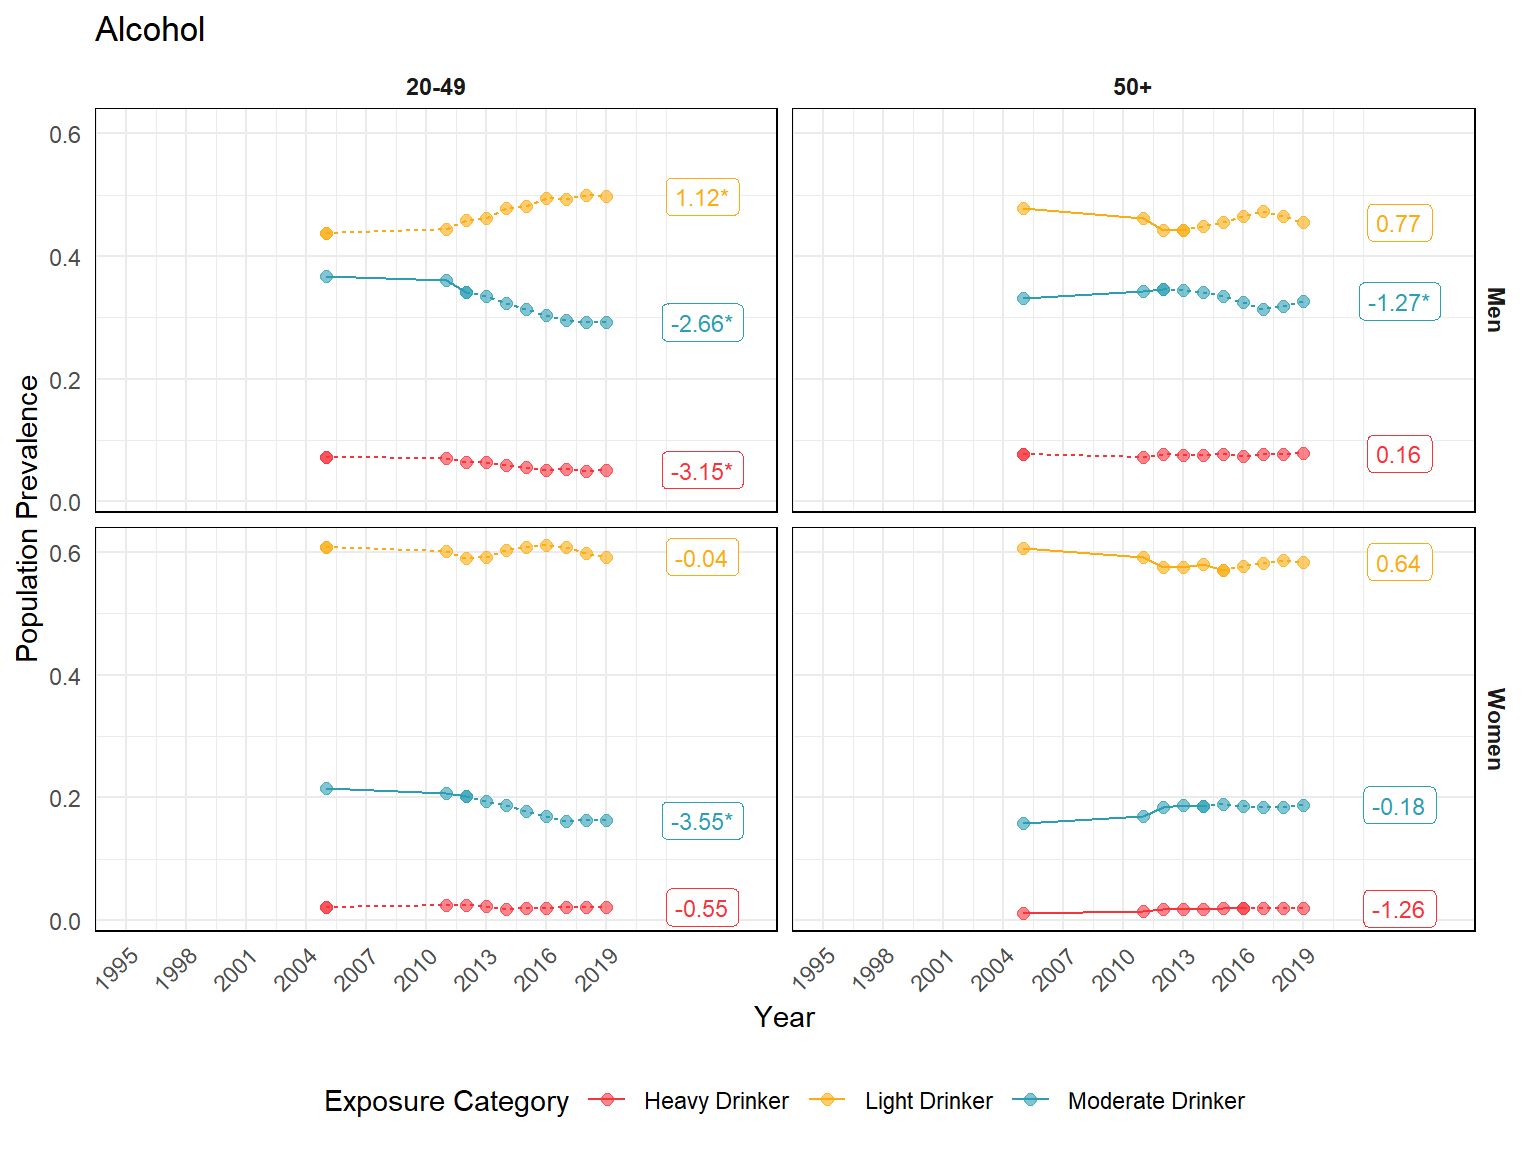 Alcohol
20-49
50+
Population Prevalence
0.6
0.4
0.2
0.0
1.12*
-2.66*
-3.15*
0.77
-1.27*
0.16
Men
0.6
0.4
0.2
0.0
-0.04
-3.55*
-0.55
0.64
-0.18
-1.26
Women
1995 1998 2001 2004 2007 2010 2013 2016 2019
1995 1998 2001 2004 2007 2010 2013 2016 2019
Year
Exposure Category Heavy Drinker Light Drinker Moderate Drinker